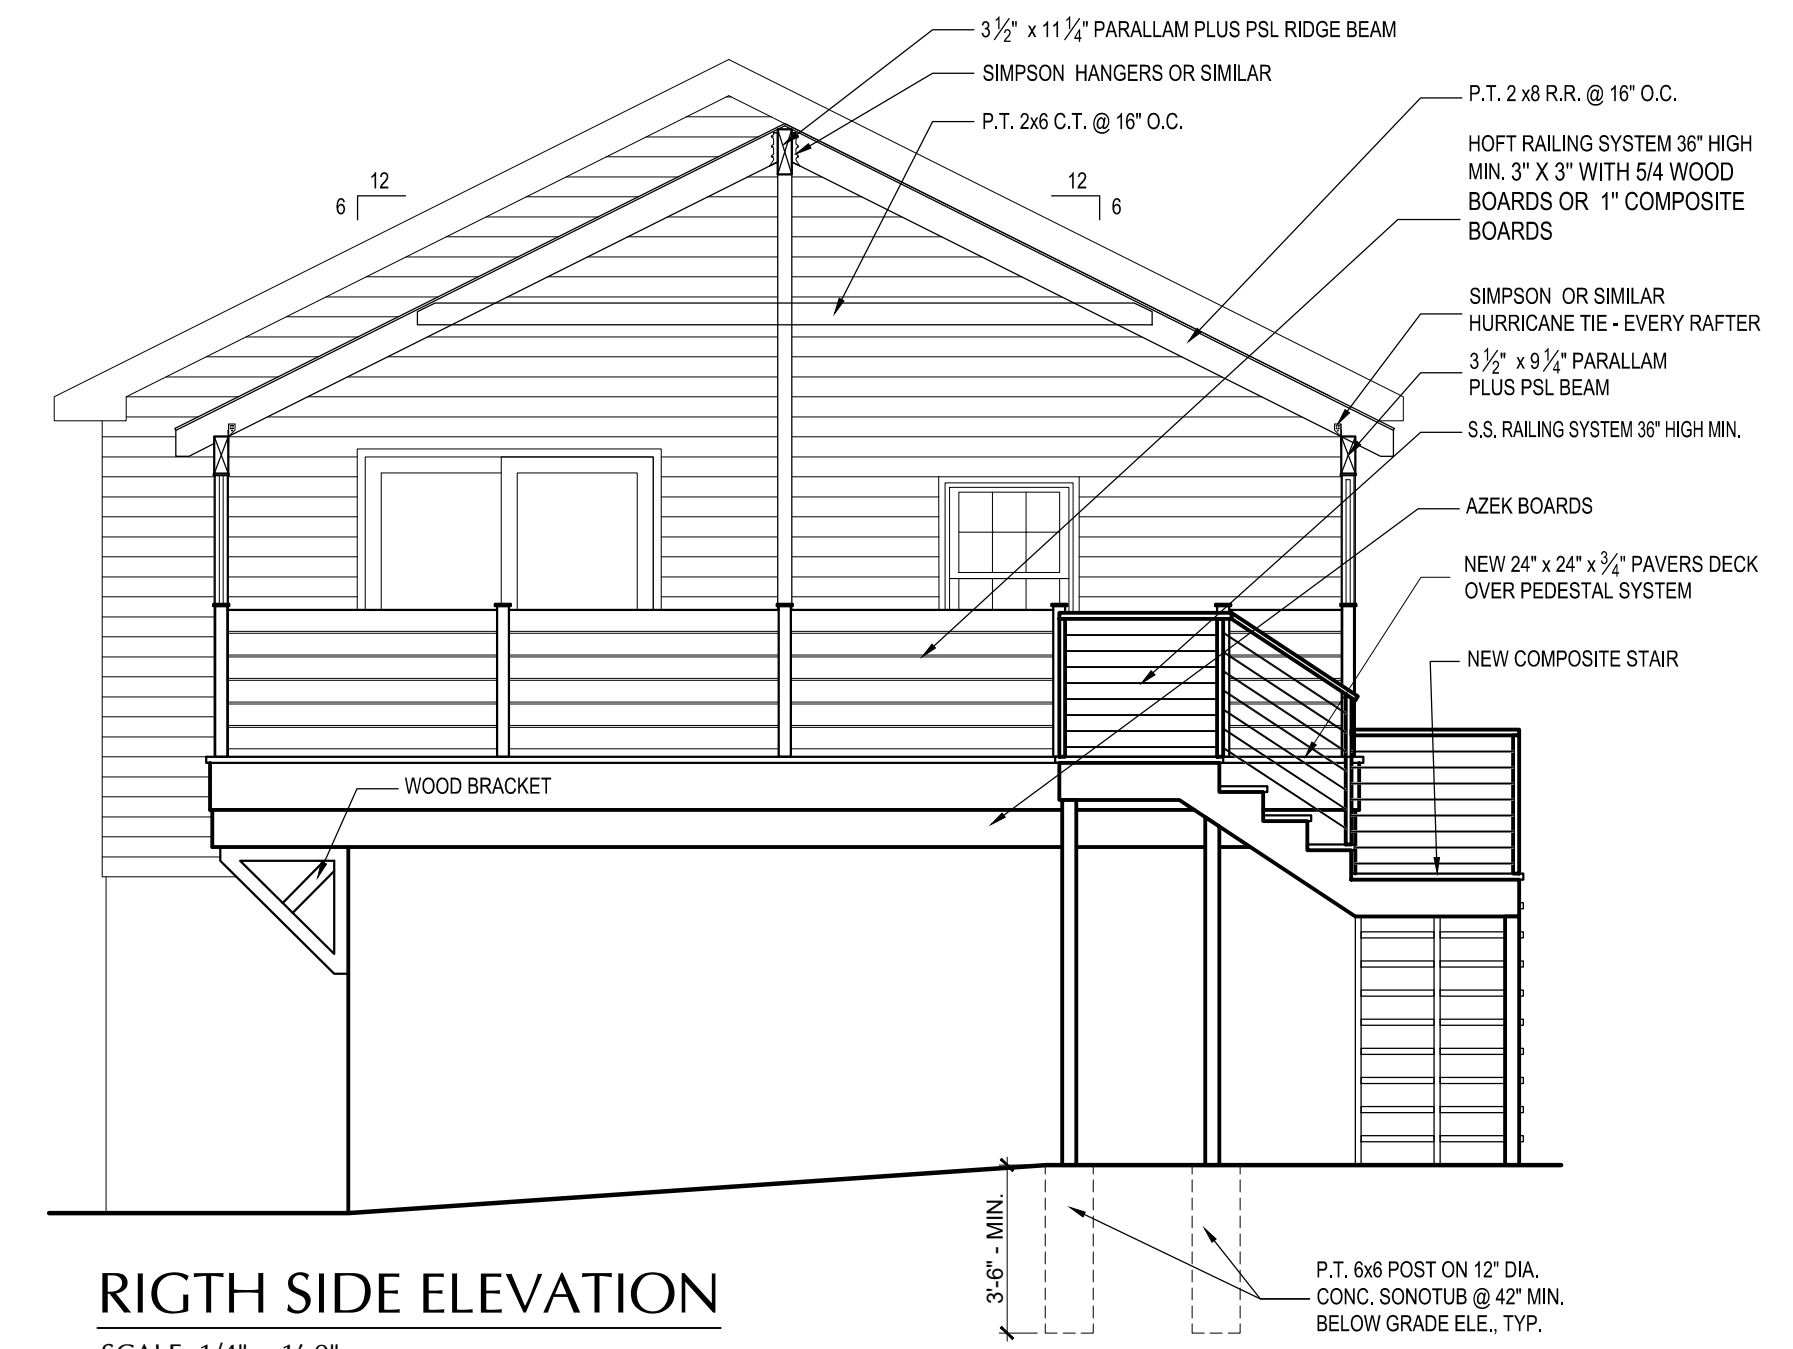 3 ½" x 11 ¼" PARALLAM PLUS PSL RIDGE BEAM
SIMPSON HANGERS OR SIMILAR
P.T. 2x6 C.T. @ 16" O.C.
P.T. 2 x8 R.R. @ 16" O.C.
HOFT RAILING SYSTEM 36" HIGH
MIN. 3" X 3" WITH 5/4 WOOD
BOARDS OR 1" COMPOSITE
BOARDS
12
6
12
6
SIMPSON OR SIMILAR
HURRICANE TIE - EVERY RAFTER
3 ½" x 9 ¼" PARALLAM
PLUS PSL BEAM
S.S. RAILING SYSTEM 36" HIGH MIN.
AZEK BOARDS
NEW 24" x 24" x ¾" PAVERS DECK
OVER PEDESTAL SYSTEM
NEW COMPOSITE STAIR
WOOD BRACKET
3'-6" - MIN.
P.T. 6x6 POST ON 12" DIA.
CONC. SONOTUB @ 42" MIN.
BELOW GRADE ELE., TYP.
RIGTH SIDE ELEVATION
SCALE: 1/4" = 1'-0"